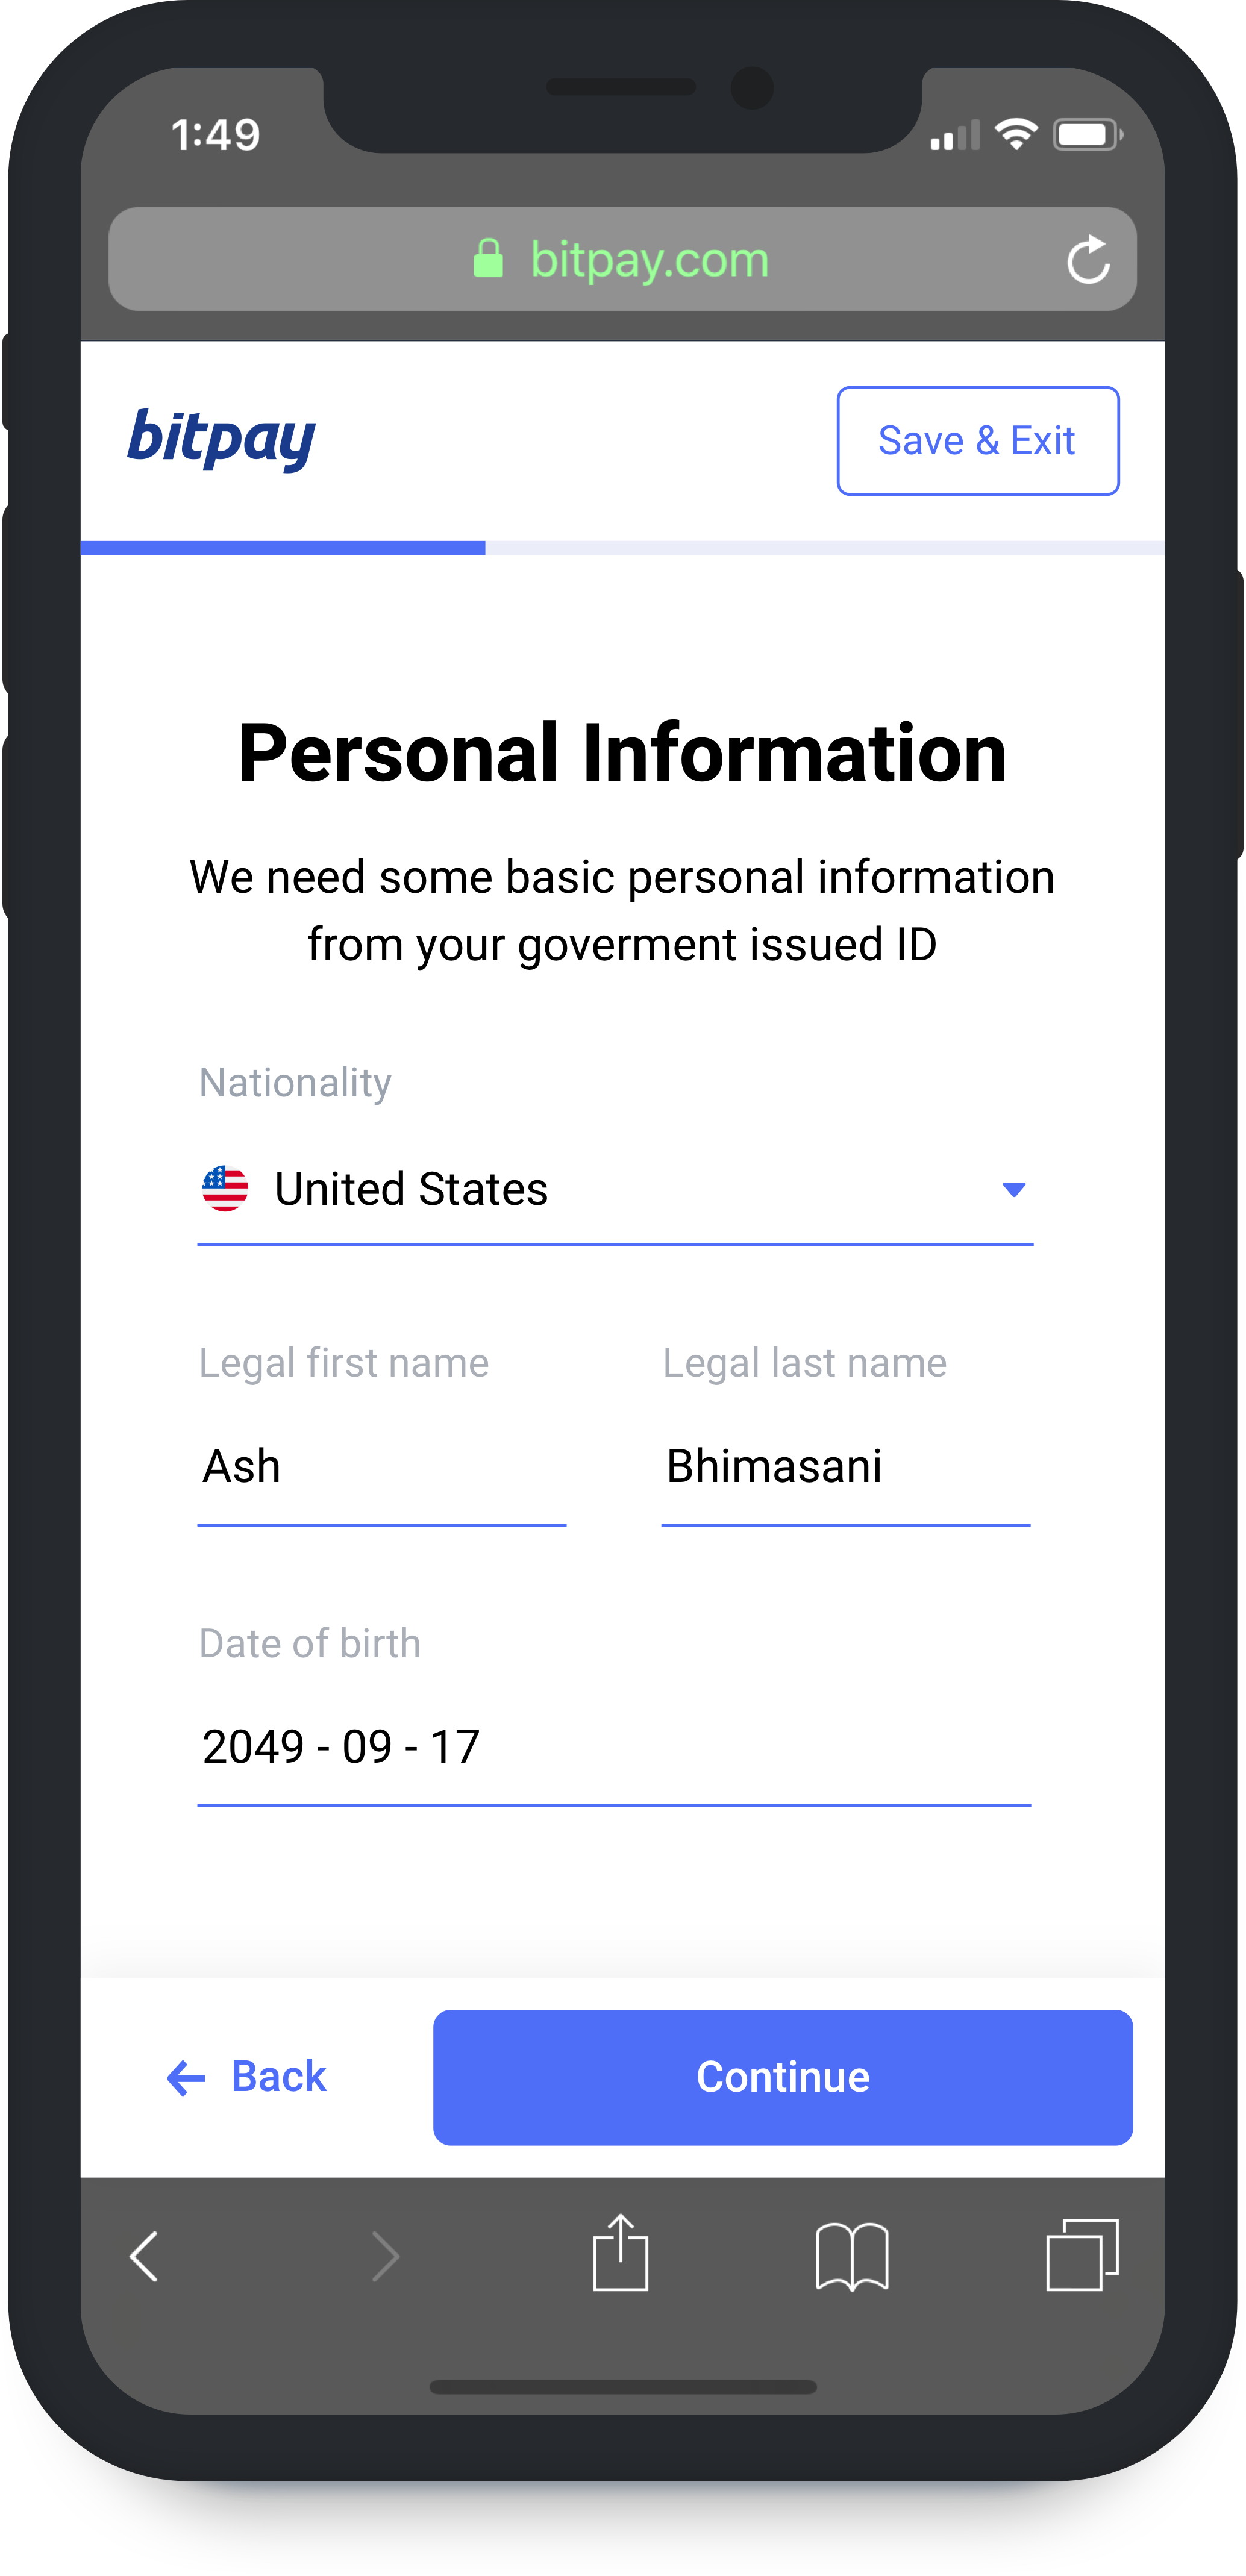 1:49
bitpay.com
bitpay
Save & Exit
Personal Information
We need some basic personal information
from your goverment issued ID
Nationality
United States
Legal first name
Legal last name
Ash
Bhimasani
Date of birth
2049 - 09 - 17
Back
Continue